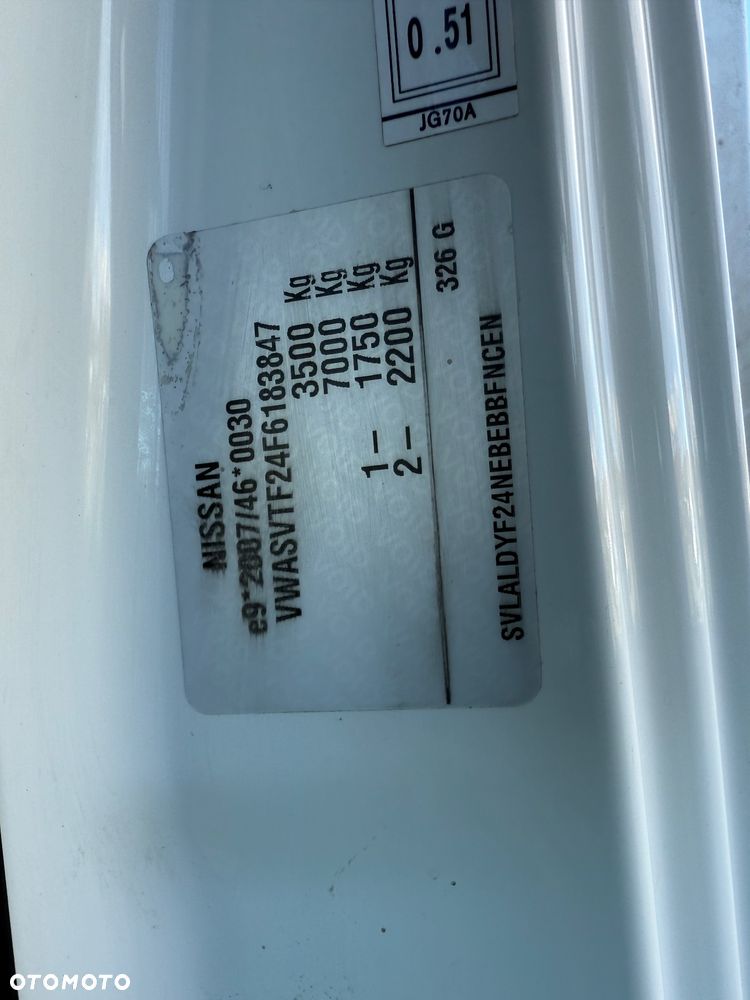 0.51
JG70A
NISSAN
e9*2007/46*0030
VWASVTF24F6183847
3500 Kg
7000 Kg
1– 1750 Kg
2– 2200 Kg
326 G
SVLALDYF24NEBEBBFNCEN
OTOMOTO